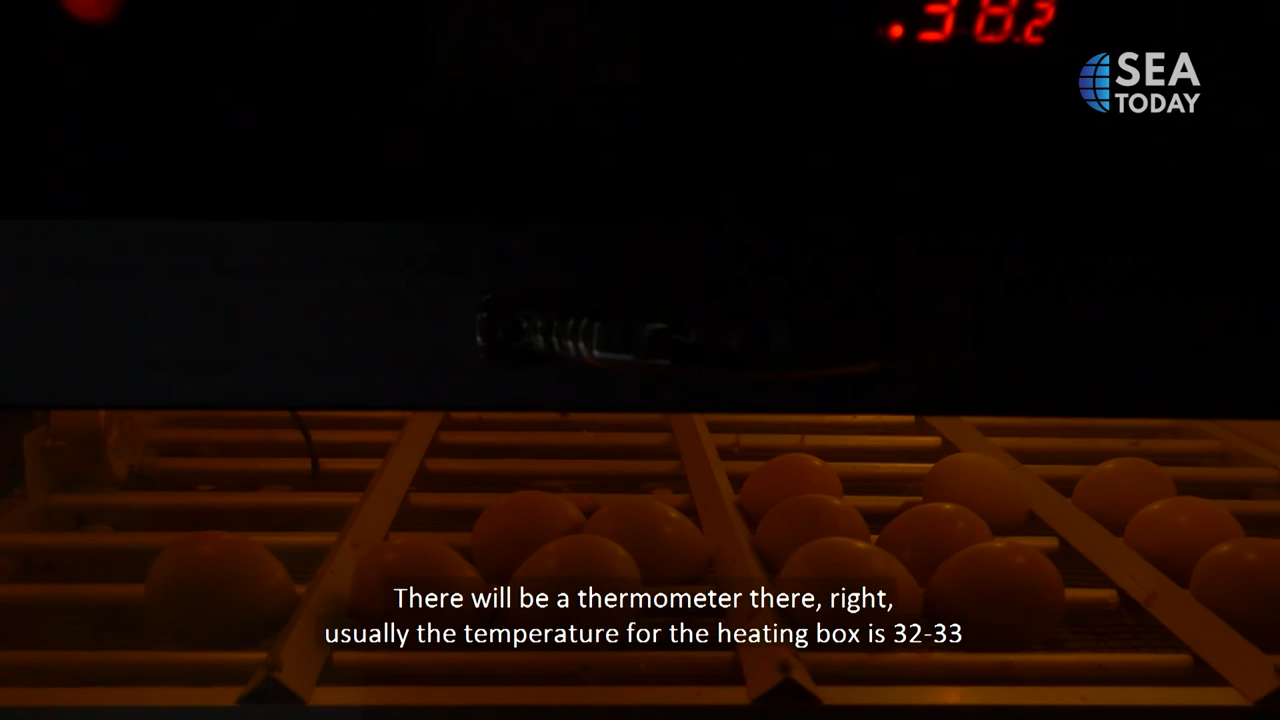 .38.2
SEA
TODAY
There will be a thermometer there, right,
usually the temperature for the heating box is 32-33